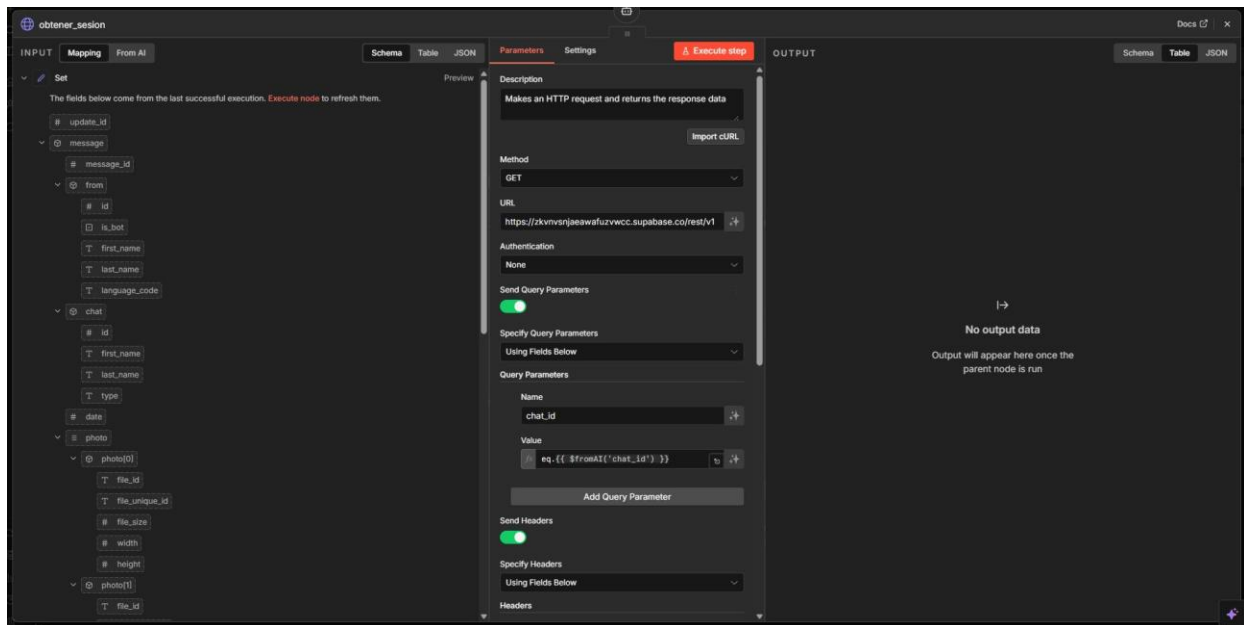 obtener_sesion
Docs
INPUT
Mapping
From AI
Schema
Table
JSON
Set
Preview
The fields below come from the last successful execution. Execute node to refresh them.
# update_id
message
# message_id
from
# id
is_bot
T first_name
T last_name
T language_code
chat
# id
T first_name
T last_name
T type
# date
photo
photo[0]
T file_id
T file_unique_id
# file_size
# width
# height
photo[1]
T file_id
Parameters
Settings
Execute step
Description
Makes an HTTP request and returns the response data
Import cURL
Method
GET
URL
https://zkvnvsnjaeawafuzvwcc.supabase.co/rest/v1
Authentication
None
Send Query Parameters
Specify Query Parameters
Using Fields Below
Query Parameters
Name
chat_id
Value
fx eq.{{ $fromAI('chat_id') }}
Add Query Parameter
Send Headers
Specify Headers
Using Fields Below
Headers
OUTPUT
Schema
Table
JSON
No output data
Output will appear here once the
parent node is run